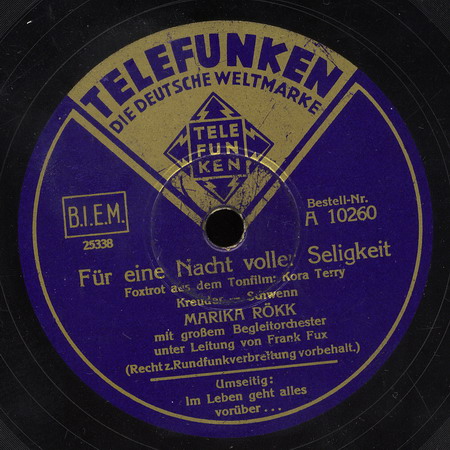 TELEFUNKEN
DIE DEUTSCHE WELTMARKE
TELE
FUN
KEN
B.I.E.M.
25338
Bestell-Nr.
A 10260
Für eine Nacht voller Seligkeit
Foxtrot aus dem Tonfilm: Kora Terry
Kreuder - Schwenn
MARIKA RÖKK
mit großem Begleitorchester
unter Leitung von Frank Fux
(Recht z. Rundfunkverbreitung vorbehalt.)
Umseitig:
Im Leben geht alles
vorüber...